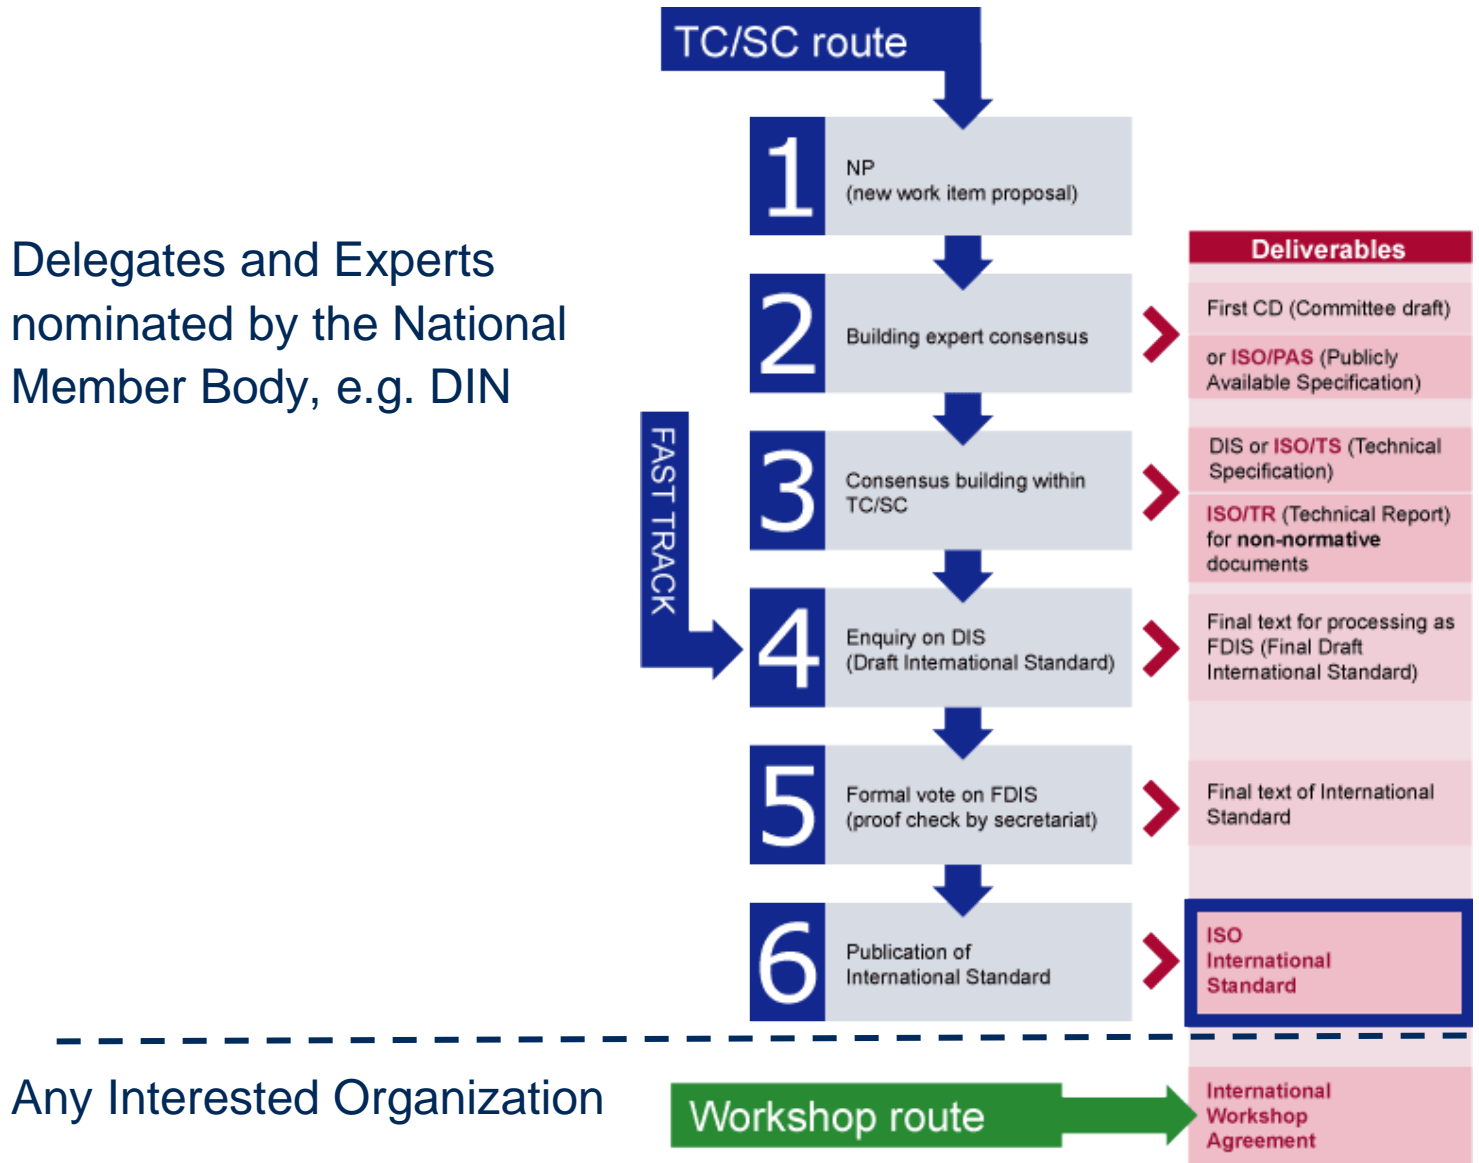 TC/SC route
1
NP
(new work item proposal)
Delegates and Experts
nominated by the National
Member Body, e.g. DIN
Deliverables
2
Building expert consensus
First CD (Committee draft)
or ISO/PAS (Publicly
Available Specification)
FAST TRACK
3
Consensus building within
TC/SC
DIS or ISO/TS (Technical
Specification)
ISO/TR (Technical Report)
for non-normative
documents
4
Enquiry on DIS
(Draft International Standard)
Final text for processing as
FDIS (Final Draft
International Standard)
5
Formal vote on FDIS
(proof check by secretariat)
Final text of International
Standard
6
Publication of
International Standard
ISO
International
Standard
Any Interested Organization
Workshop route
International
Workshop
Agreement